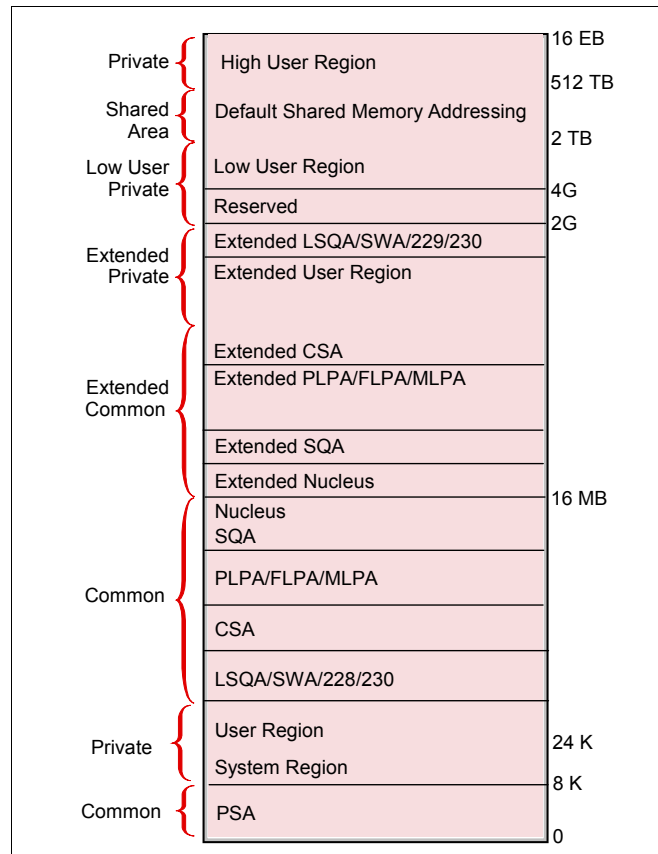 16 EB
Private
High User Region
512 TB
Shared
Area
Default Shared Memory Addressing
2 TB
Low User
Private
Low User Region
4G
Reserved
2G
Extended LSQA/SWA/229/230
Extended
Private
Extended User Region
Extended CSA
Extended PLPA/FLPA/MLPA
Extended
Common
Extended SQA
Extended Nucleus
16 MB
Nucleus
SQA
PLPA/FLPA/MLPA
Common
CSA
LSQA/SWA/228/230
User Region
24 K
Private
System Region
8 K
Common
PSA
0